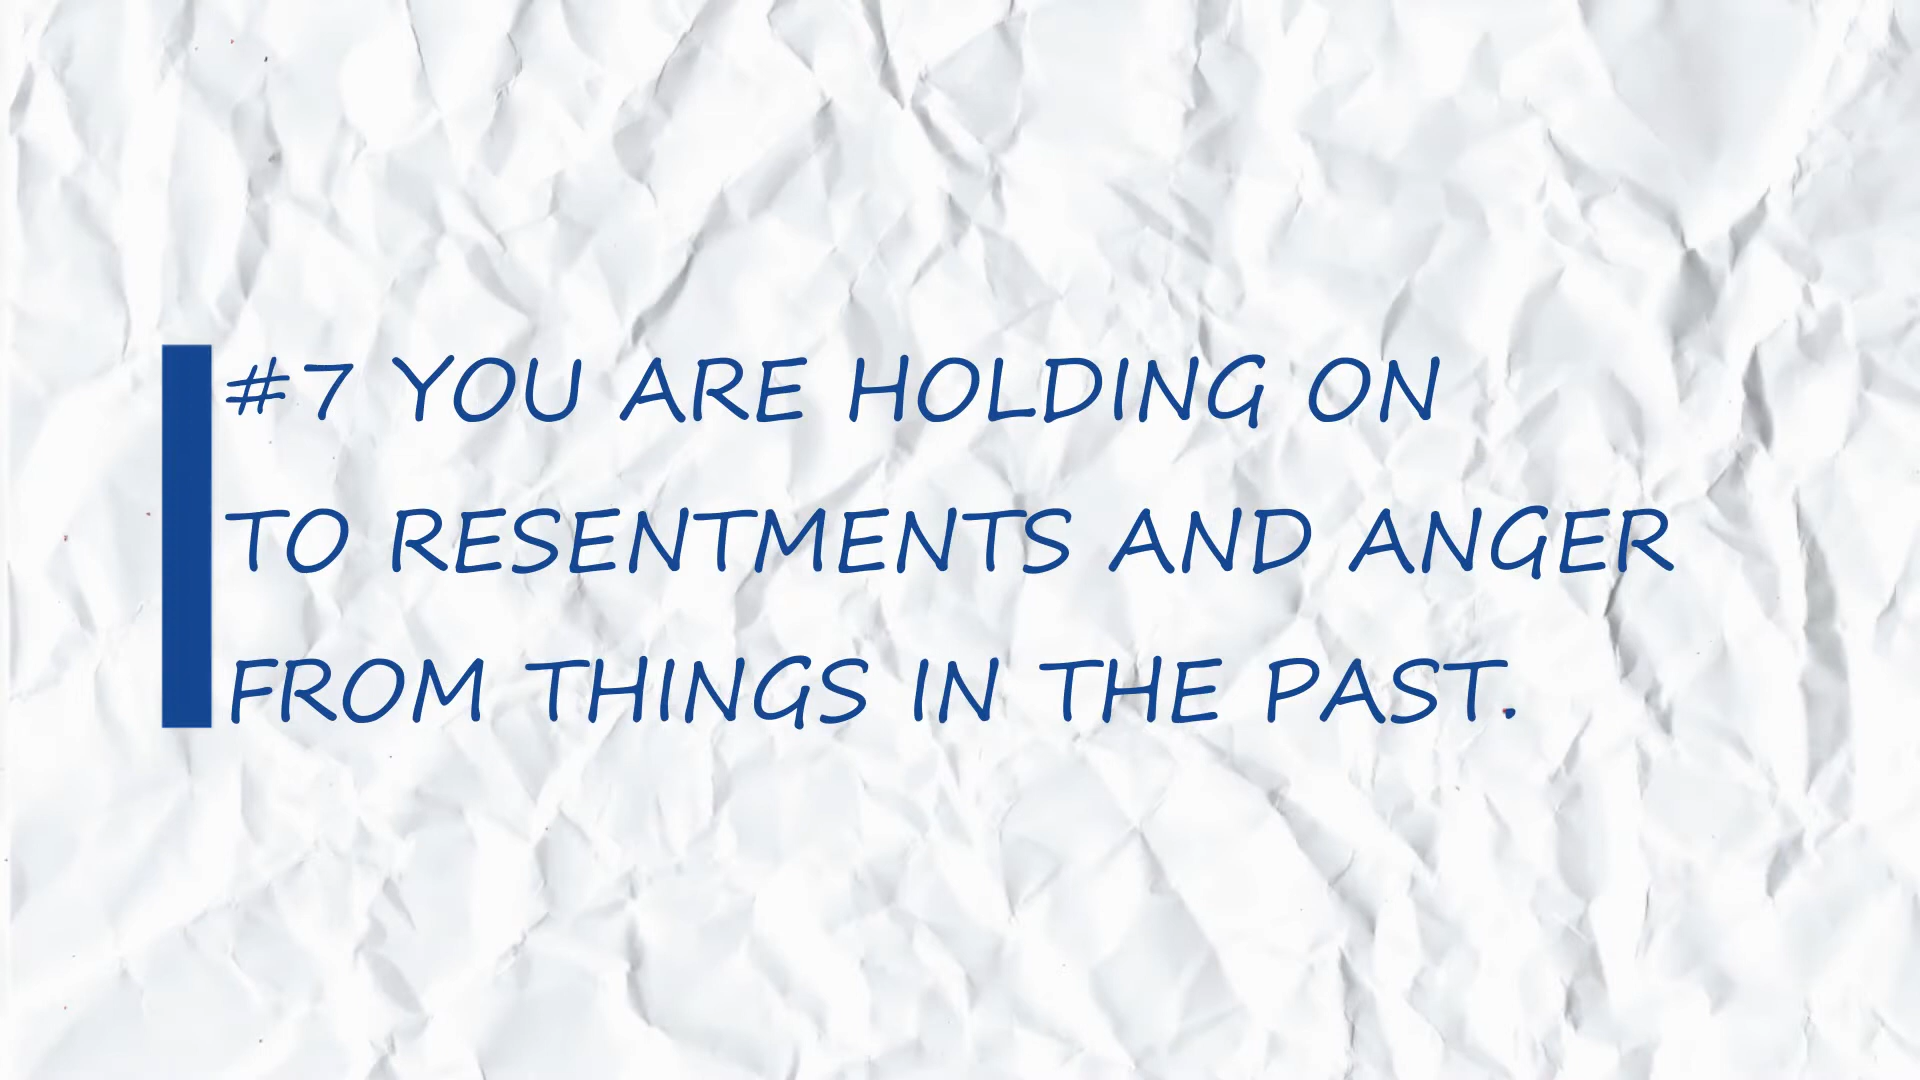 #7 YOU ARE HOLDING ON
TO RESENTMENTS AND ANGER
FROM THINGS IN THE PAST.